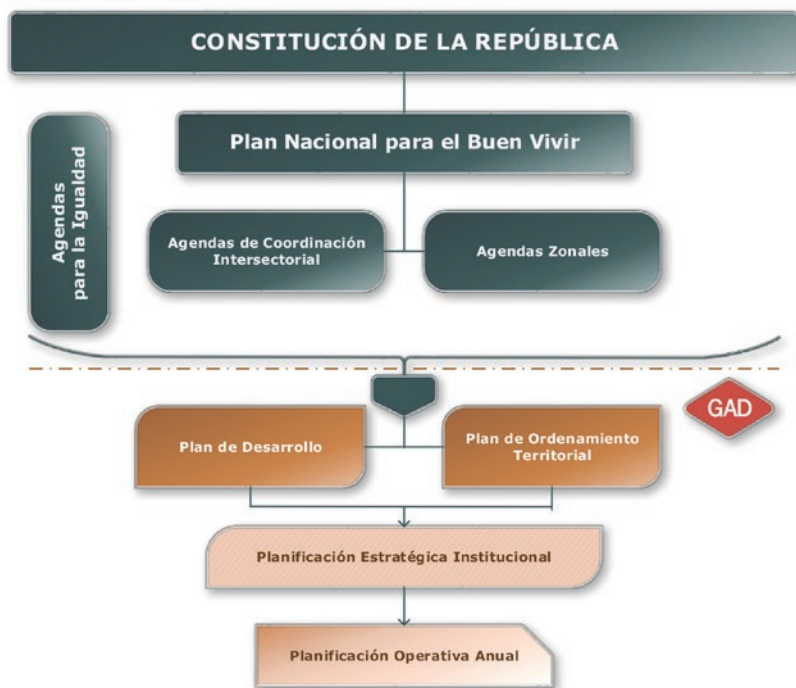 CONSTITUCIÓN DE LA REPÚBLICA
Plan Nacional para el Buen Vivir
Agendas
para la Igualdad
Agendas de Coordinación
Intersectorial
Agendas Zonales
GAD
Plan de Desarrollo
Plan de Ordenamiento
Territorial
Planificación Estratégica Institucional
Planificación Operativa Anual